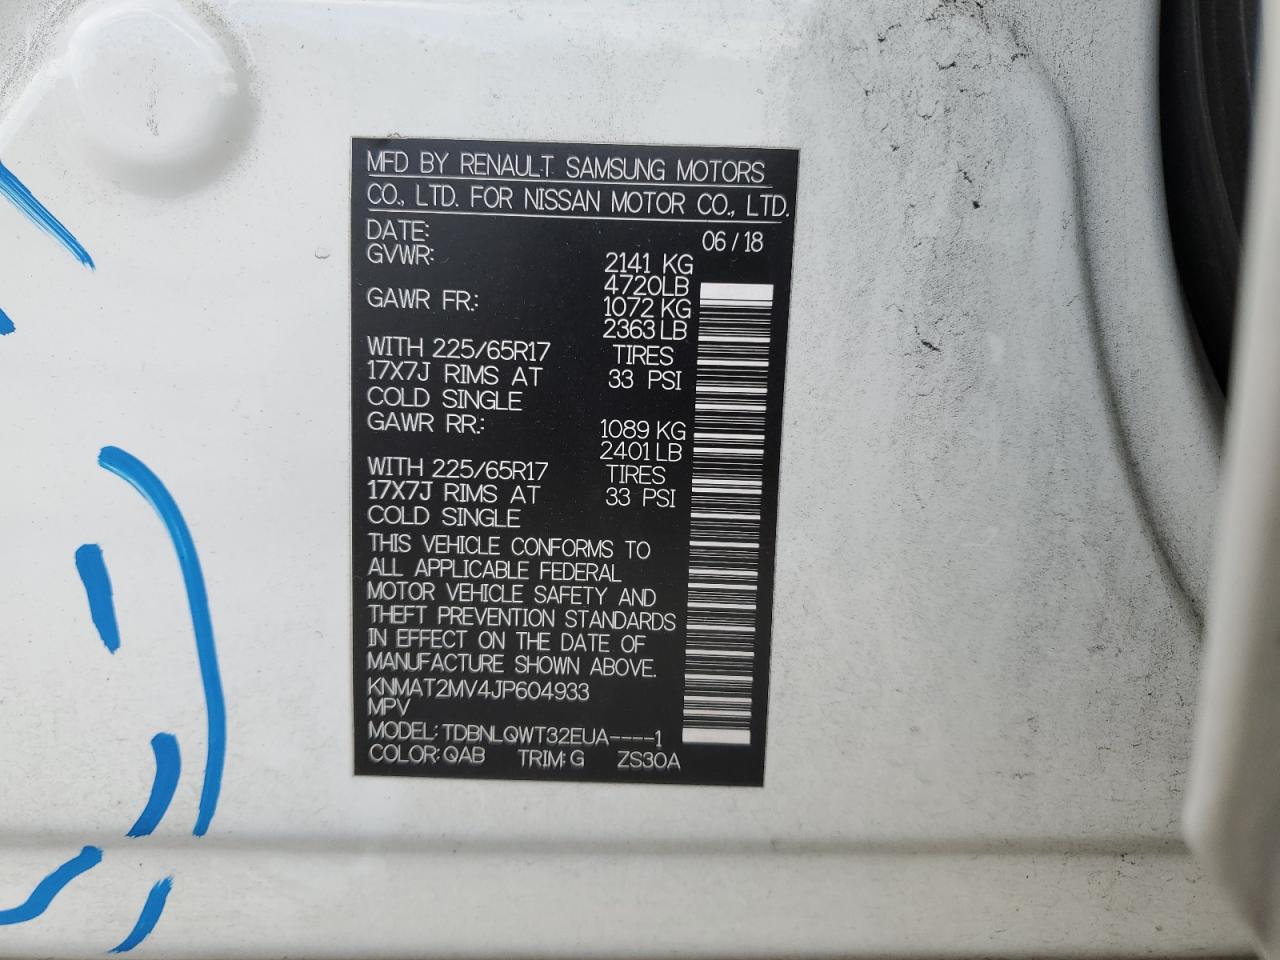 MFD BY RENAULT SAMSUNG MOTORS
CO., LTD. FOR NISSAN MOTOR CO., LTD.
DATE: 06/18
GVWR: 2141 KG
4720LB
GAWR FR.: 1072 KG
2363 LB
WITH 225/65R17 TIRES
17X7J RIMS AT 33 PSI
COLD SINGLE
GAWR RR.: 1089 KG
2401 LB
WITH 225/65R17 TIRES
17X7J RIMS AT 33 PSI
COLD SINGLE
THIS VEHICLE CONFORMS TO
ALL APPLICABLE FEDERAL
MOTOR VEHICLE SAFETY AND
THEFT PREVENTION STANDARDS
IN EFFECT ON THE DATE OF
MANUFACTURE SHOWN ABOVE.
KNMAT2MV4JP604933
MPV
MODEL: TDBNLQWT32EUA----1
COLOR: QAB TRIM: G ZS30A